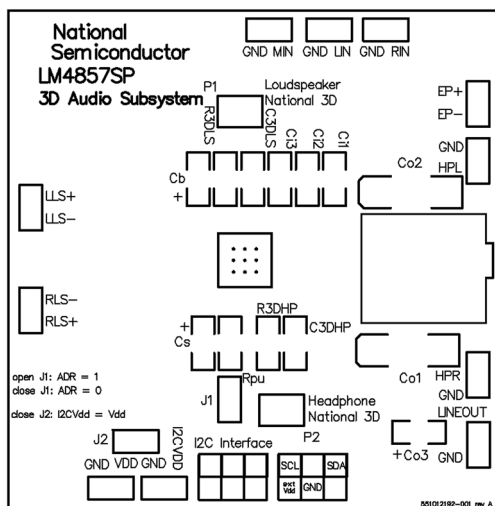 National
Semiconductor
LM4857SP
3D Audio Subsystem
GND MIN
GND LIN
GND RIN
P1
Loudspeaker
National 3D
R3DLS
C3DLS
Ci3
Ci2
Ci1
EP+
EP-
GND
HPL
Co2
Cb
+
LLS+
LLS-
RLS-
RLS+
R3DHP
C3DHP
+
Cs
Rpu
J1
Headphone
National 3D
P2
Co1
HPR
GND
LINEOUT
GND
+Co3
open J1: ADR = 1
close J1: ADR = 0
close J2: I2CVdd = Vdd
J2
I2CVDD
GND VDD GND
I2C Interface
SCL
SDA
ext
Vdd
GND
551012192-001 rev A